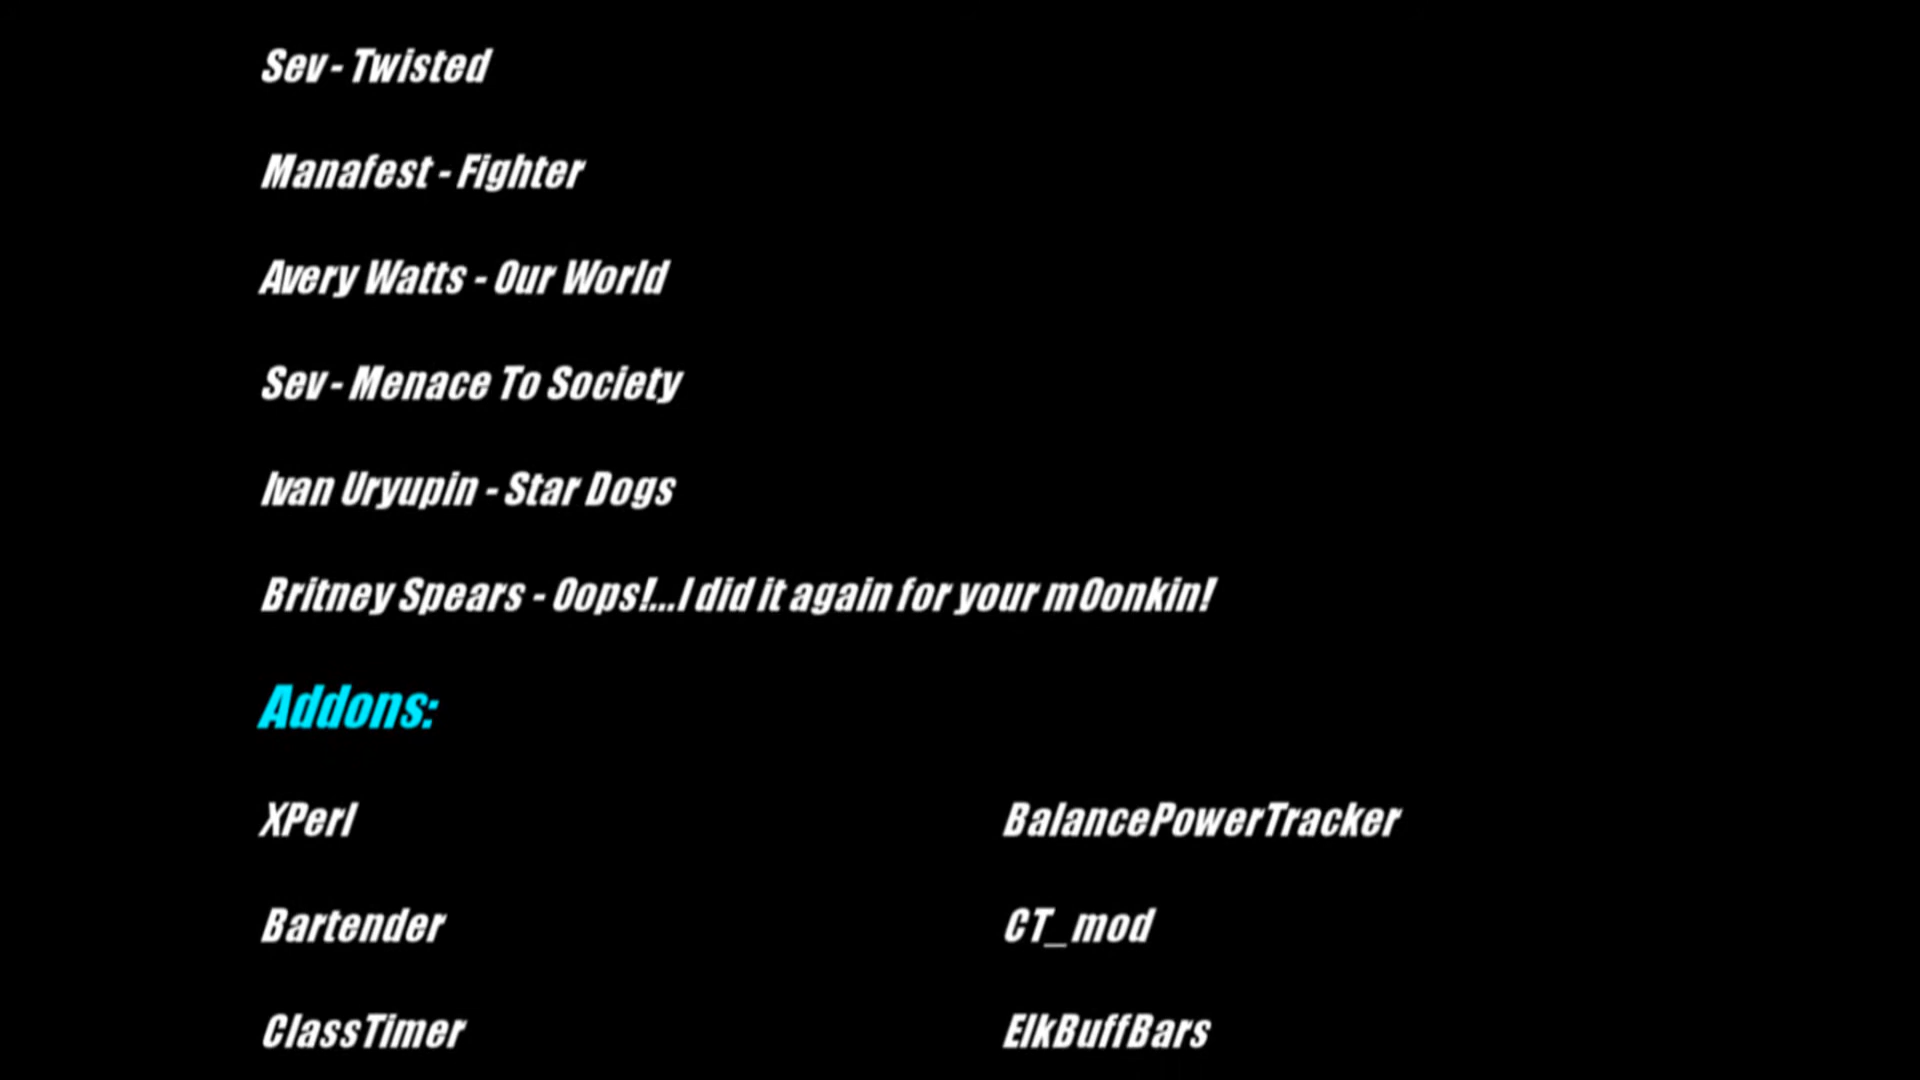 Sev - Twisted
Manafest - Fighter
Avery Watts - Our World
Sev - Menace To Society
Ivan Uryupin - Star Dogs
Britney Spears - Oops!...I did it again for your m0onkin!
Addons:
XPerl BalancePowerTracker
Bartender CT_mod
ClassTimer ElkBuffBars